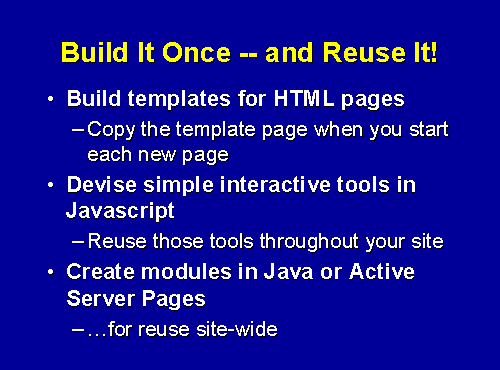 Build It Once -- and Reuse It!
• Build templates for HTML pages
– Copy the template page when you start
each new page
• Devise simple interactive tools in
Javascript
– Reuse those tools throughout your site
• Create modules in Java or Active
Server Pages
– …for reuse site-wide